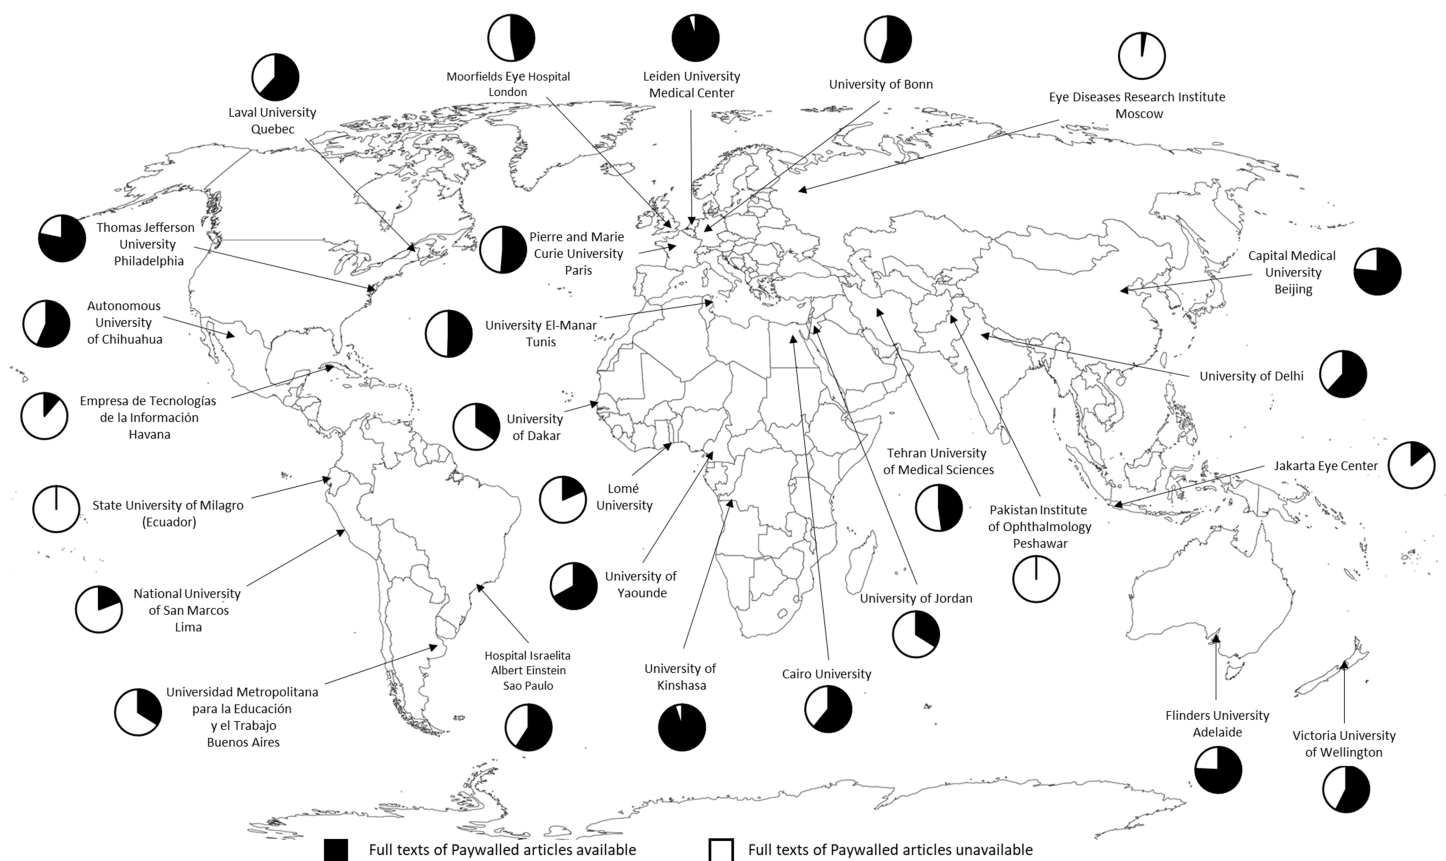 Moorfields Eye Hospital
London
Leiden University
Medical Center
University of Bonn
Eye Diseases Research Institute
Moscow
Laval University
Quebec
Thomas Jefferson
University
Philadelphia
Pierre and Marie
Curie University
Paris
Capital Medical
University
Beijing
Autonomous
University
of Chihuahua
University El-Manar
Tunis
University of Delhi
Empresa de Tecnologías
de la Información
Havana
University
of Dakar
Tehran University
of Medical Sciences
Jakarta Eye Center
State University of Milagro
(Ecuador)
Lomé
University
Pakistan Institute
of Ophthalmology
Peshawar
National University
of San Marcos
Lima
University of
Yaounde
University of Jordan
Hospital Israelita
Albert Einstein
Sao Paulo
University of
Kinshasa
Cairo University
Universidad Metropolitana
para la Educación
y el Trabajo
Buenos Aires
Flinders University
Adelaide
Victoria University
of Wellington
Full texts of Paywalled articles available
Full texts of Paywalled articles unavailable